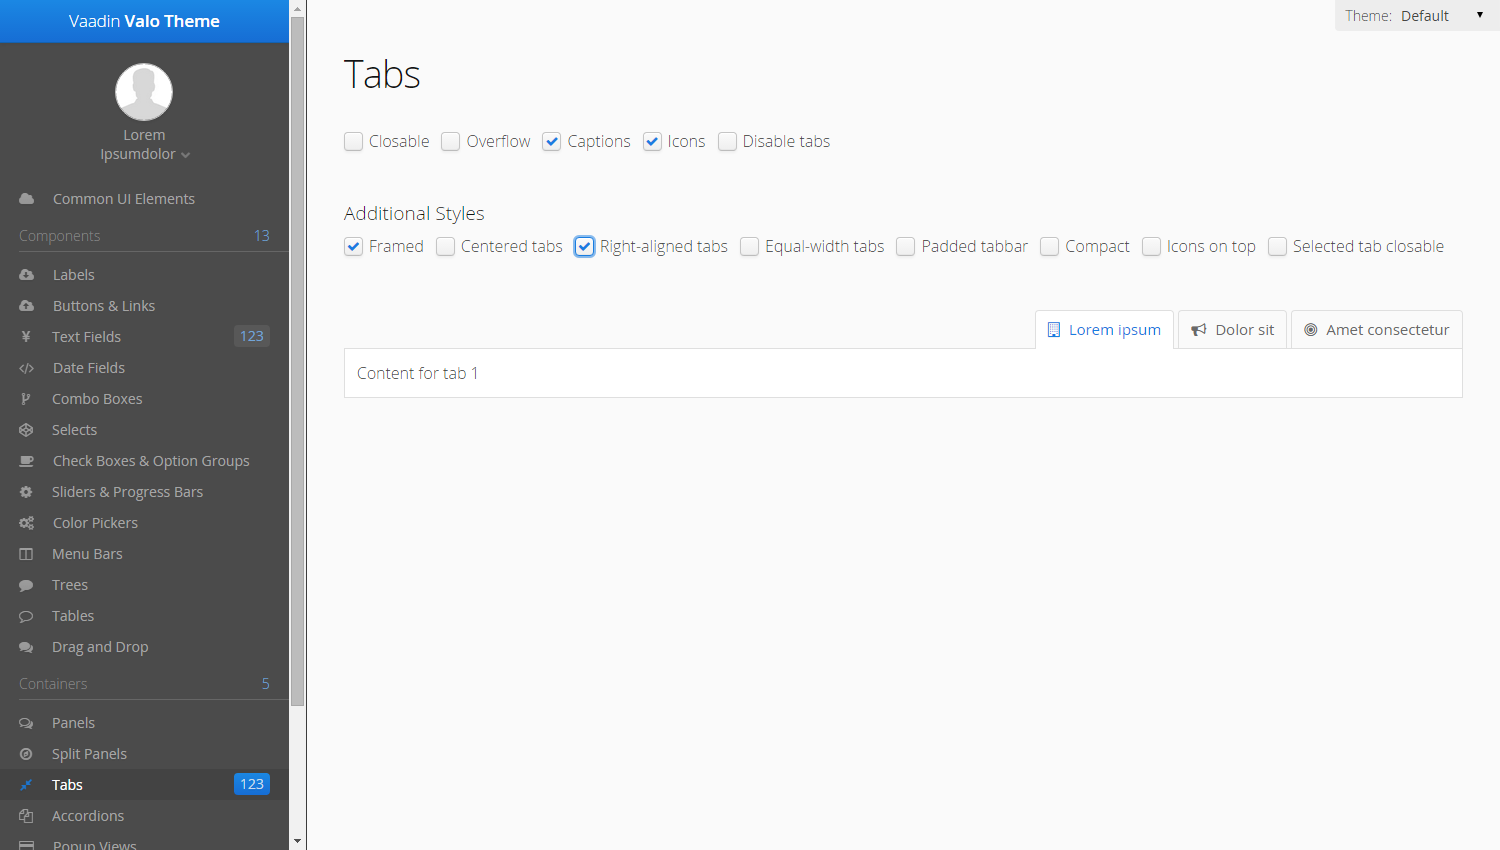 Vaadin Valo Theme
Lorem
Ipsumdolor
Common UI Elements
Components 13
Labels
Buttons & Links
Text Fields 123
Date Fields
Combo Boxes
Selects
Check Boxes & Option Groups
Sliders & Progress Bars
Color Pickers
Menu Bars
Trees
Tables
Drag and Drop
Containers 5
Panels
Split Panels
Tabs 123
Accordions
Popup Views
Theme: Default
Tabs
Closable Overflow Captions Icons Disable tabs
Additional Styles
Framed Centered tabs Right-aligned tabs Equal-width tabs Padded tabbar Compact Icons on top Selected tab closable
Lorem ipsum Dolor sit Amet consectetur
Content for tab 1